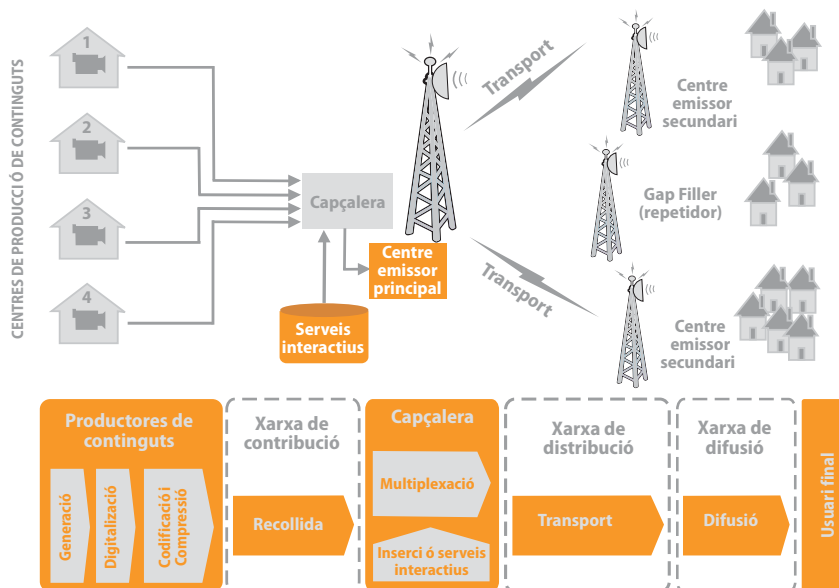 CENTRES DE PRODUCCI Ó DE CONTINGUTS
1
2
3
4
Capçalera
Centre
emissor
principal
Serveis
interactius
Transport
Transport
Centre
emissor
secundari
Gap Filler
(repetidor)
Centre
emissor
secundari
Productores de
continguts
Generació
Digitalizació
Codificació i
Compressió
Xarxa de
contribució
Recollida
Capçalera
Multiplexació
Inserci ó serveis
interactius
Xarxa de
distribució
Transport
Xarxa de
difusió
Difusió
Usuari final